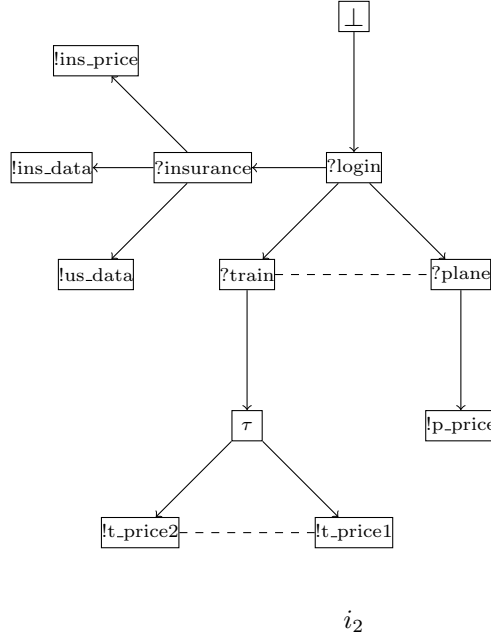 ⊥
!ins_price
!ins_data
?insurance
?login
!us_data
?train
?plane
τ
!p_price
!t_price2
!t_price1
i₂